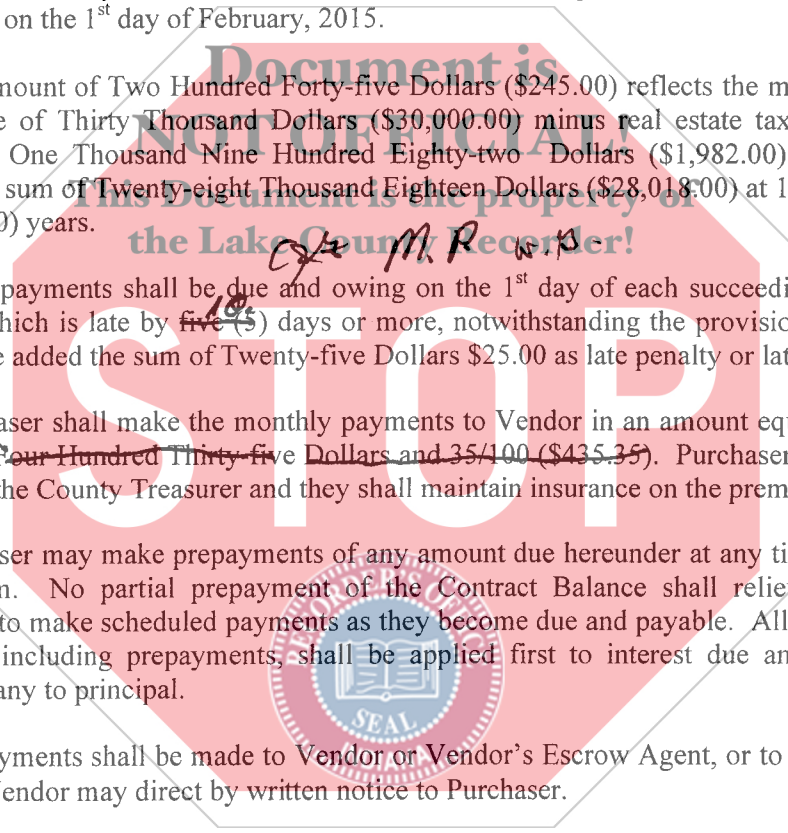 on the 1st day of February, 2015.
Document is
mount of Two Hundred Forty-five Dollars ($245.00) reflects the m
e of Thirty Thousand Dollars ($30,000.00) minus real estate tax
NOT OFFICIAL!
One Thousand Nine Hundred Eighty-two Dollars ($1,982.00)
sum of Twenty-eight Thousand Eighteen Dollars ($28,018.00) at 1
This Document is the property of
0) years.
the Lake County Recorder!
M.R. w.p.
payments shall be due and owing on the 1st day of each succeedi
10
hich is late by five (5) days or more, notwithstanding the provisio
e added the sum of Twenty-five Dollars $25.00 as late penalty or lat
STOP
aser shall make the monthly payments to Vendor in an amount equ
Four Hundred Thirty-five Dollars and 35/100 ($435.35). Purchaser
the County Treasurer and they shall maintain insurance on the prem
ser may make prepayments of any amount due hereunder at any ti
n. No partial prepayment of the Contract Balance shall relie
to make scheduled payments as they become due and payable. All
including prepayments, shall be applied first to interest due an
any to principal.
RECORDER'S OFFICE
SEAL
INDIANA
yments shall be made to Vendor or Vendor's Escrow Agent, or to
Vendor may direct by written notice to Purchaser.